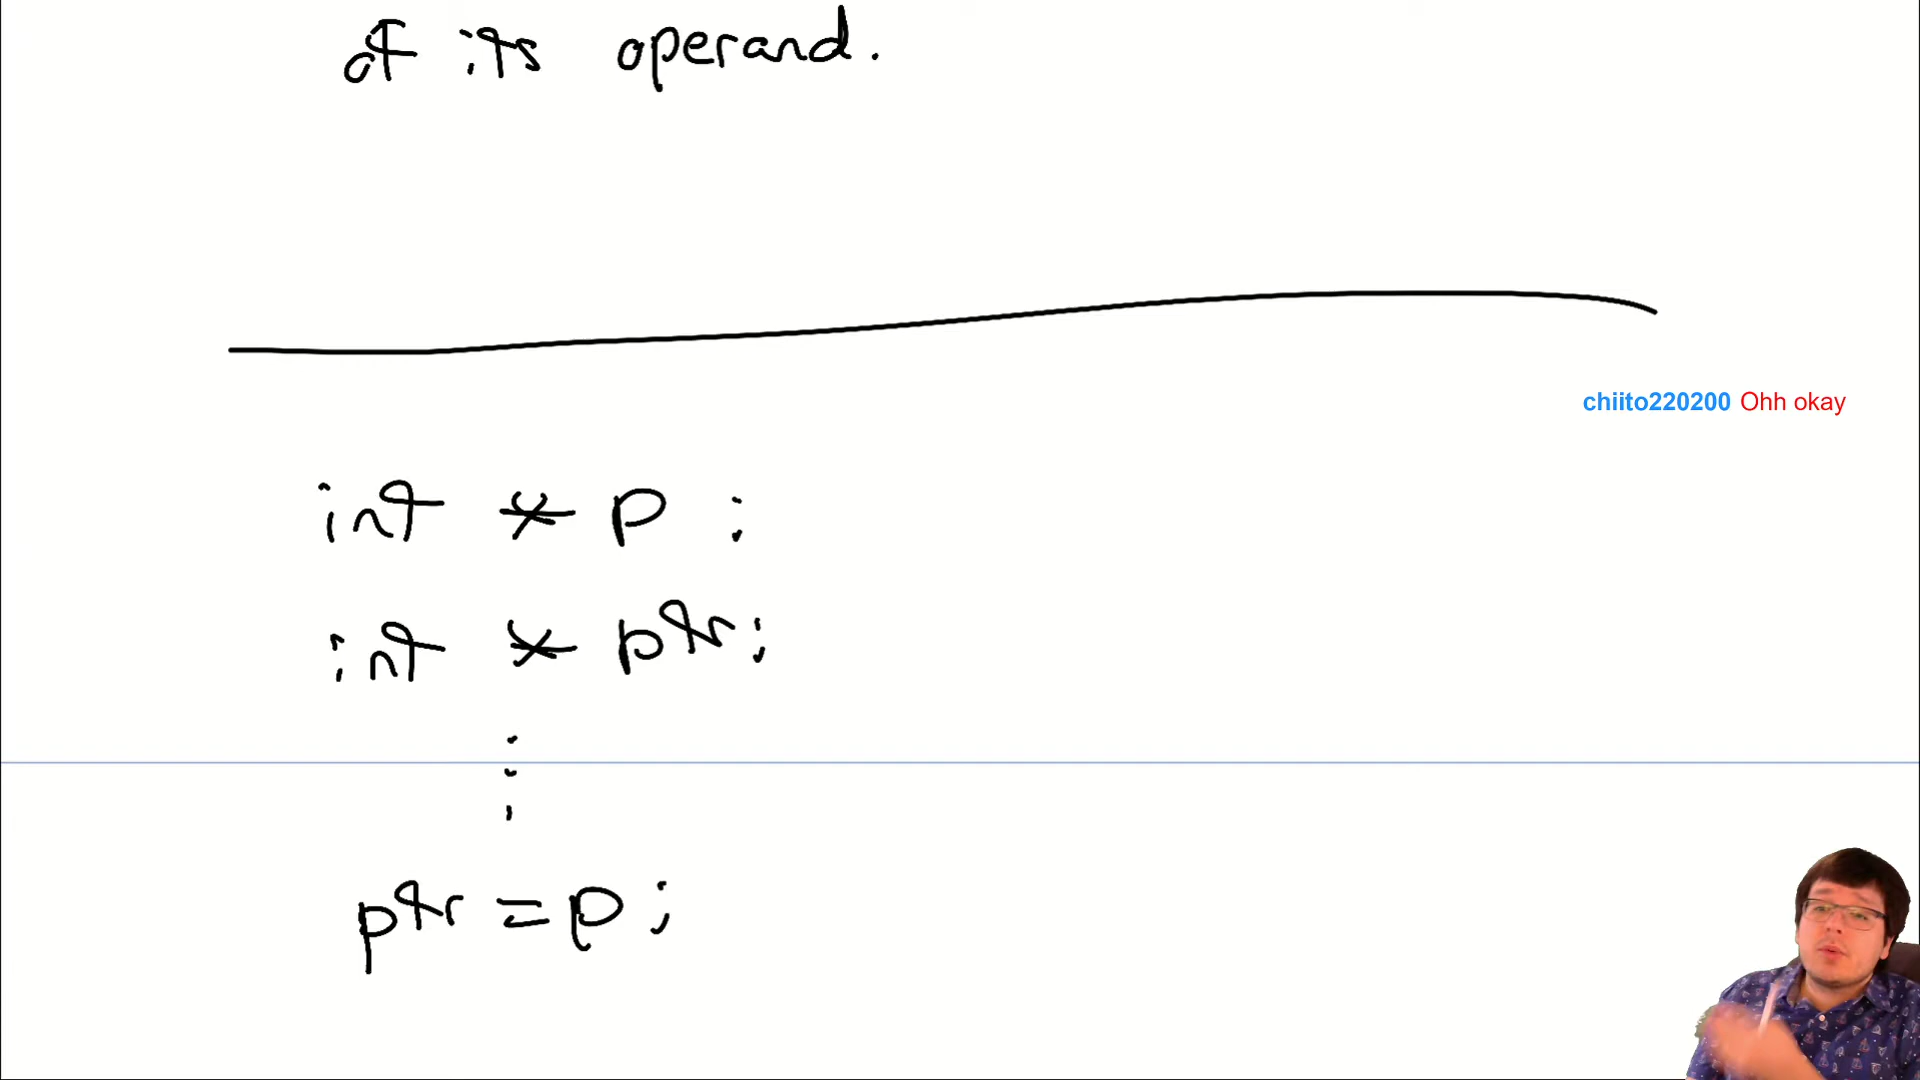 of its operand.
chiito220200 Ohh okay
int * p ;
int * ptr;
⋮
ptr = p ;